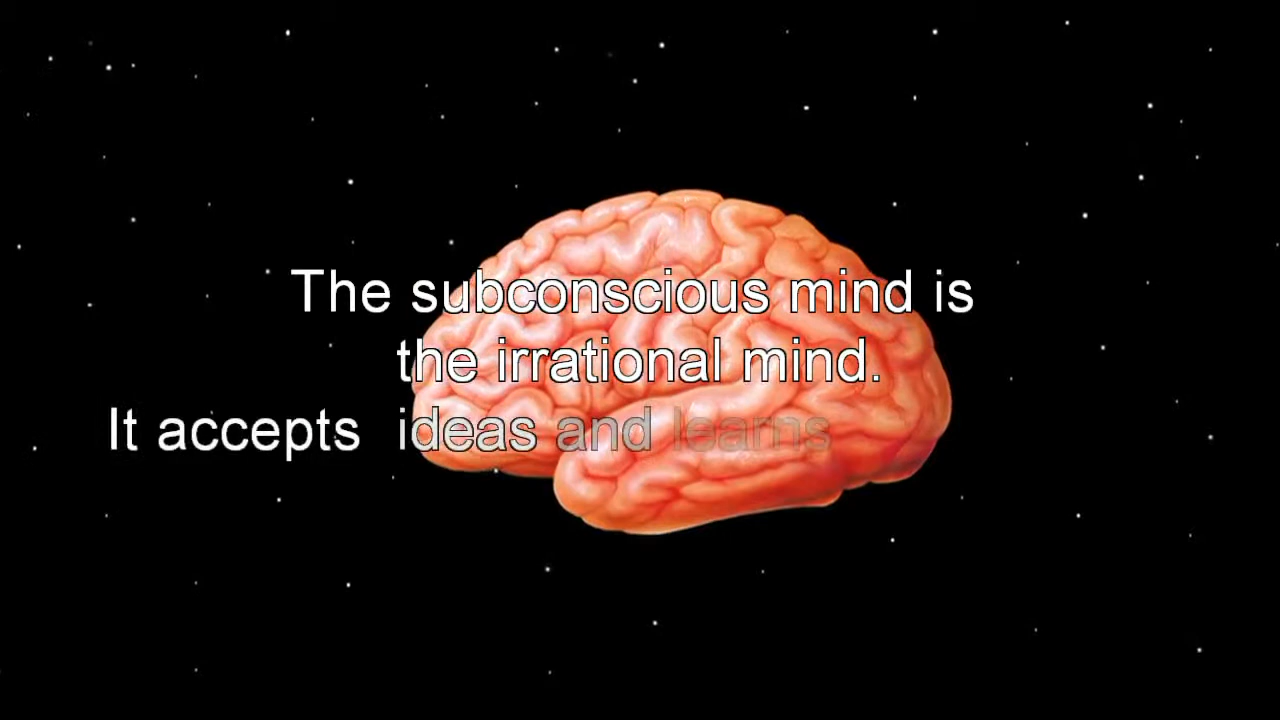 The subconscious mind is
the irrational mind.
It accepts ideas and learns